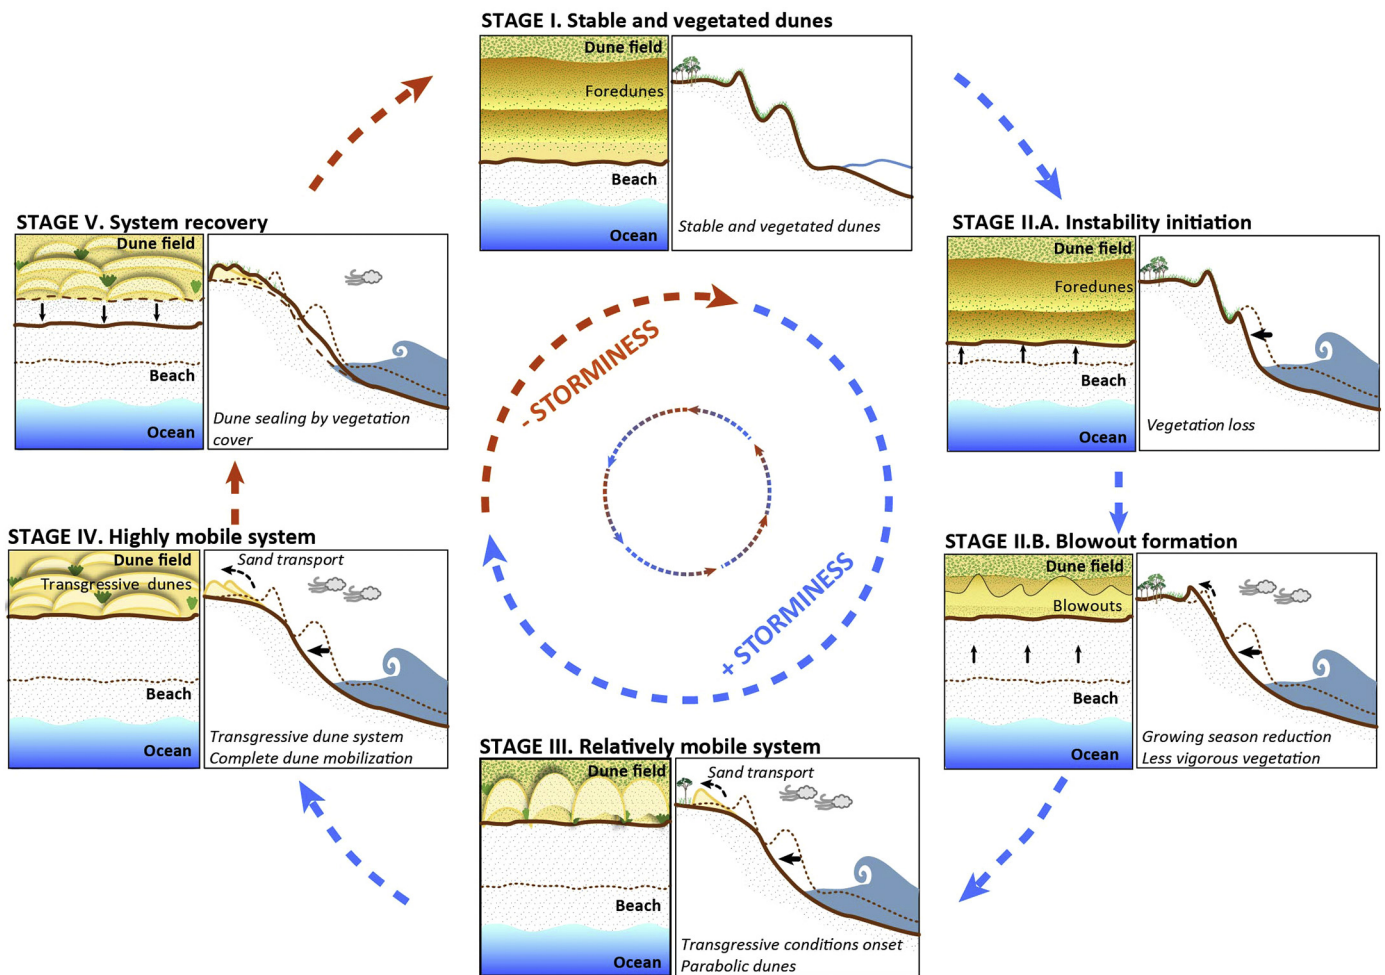 STAGE I. Stable and vegetated dunes
Dune field
Foredunes
Beach
Ocean
Stable and vegetated dunes
STAGE II.A. Instability initiation
Dune field
Foredunes
Beach
Ocean
Vegetation loss
STAGE II.B. Blowout formation
Dune field
Blowouts
Beach
Ocean
Growing season reduction
Less vigorous vegetation
STAGE III. Relatively mobile system
Dune field
Beach
Ocean
Sand transport
Transgressive conditions onset
Parabolic dunes
STAGE IV. Highly mobile system
Dune field
Transgressive dunes
Beach
Ocean
Sand transport
Transgressive dune system
Complete dune mobilization
STAGE V. System recovery
Dune field
Beach
Ocean
Dune sealing by vegetation
cover
- STORMINESS
+ STORMINESS